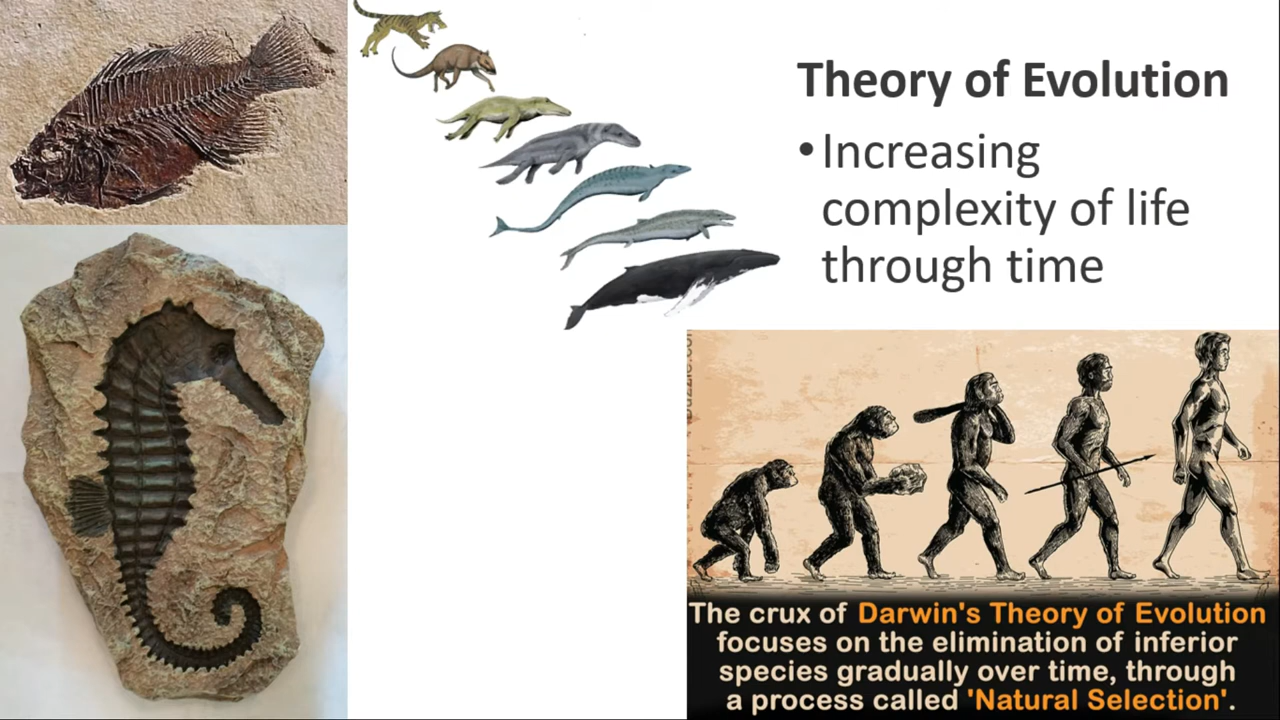 Theory of Evolution
• Increasing
complexity of life
through time
The crux of Darwin's Theory of Evolution
focuses on the elimination of inferior
species gradually over time, through
a process called 'Natural Selection'.